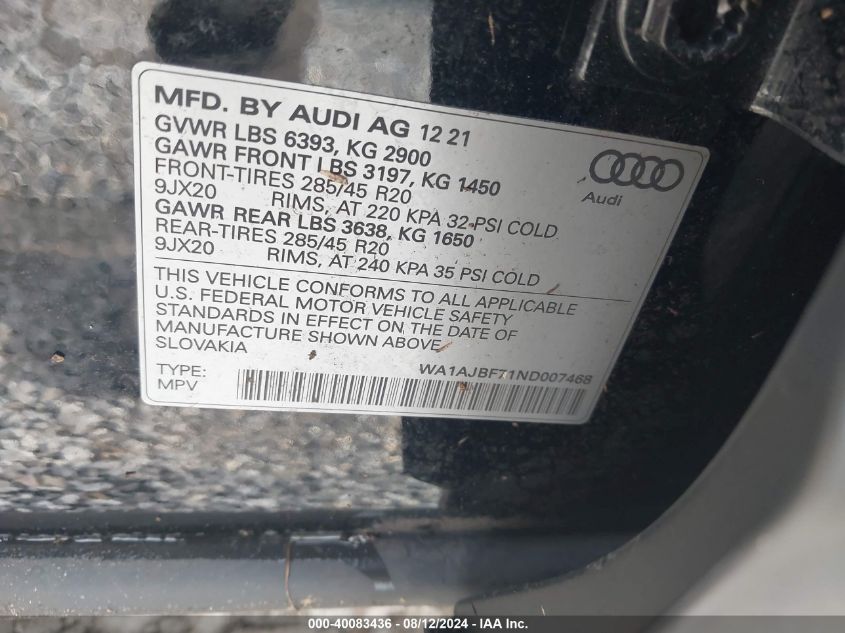 MFD. BY AUDI AG 12 21
GVWR LBS 6393, KG 2900
GAWR FRONT LBS 3197, KG 1450
FRONT-TIRES 285/45 R20
9JX20 RIMS, AT 220 KPA 32 PSI COLD
GAWR REAR LBS 3638, KG 1650
REAR-TIRES 285/45 R20
9JX20 RIMS, AT 240 KPA 35 PSI COLD
Audi
THIS VEHICLE CONFORMS TO ALL APPLICABLE
U.S. FEDERAL MOTOR VEHICLE SAFETY
STANDARDS IN EFFECT ON THE DATE OF
MANUFACTURE SHOWN ABOVE
SLOVAKIA
WA1AJBF71ND007468
TYPE:
MPV
100-40083436 - 08/12/2024 - IAA Inc.